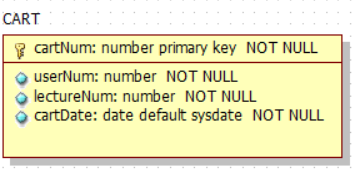 CART
cartNum: number primary key NOT NULL
userNum: number NOT NULL
lectureNum: number NOT NULL
cartDate: date default sysdate NOT NULL